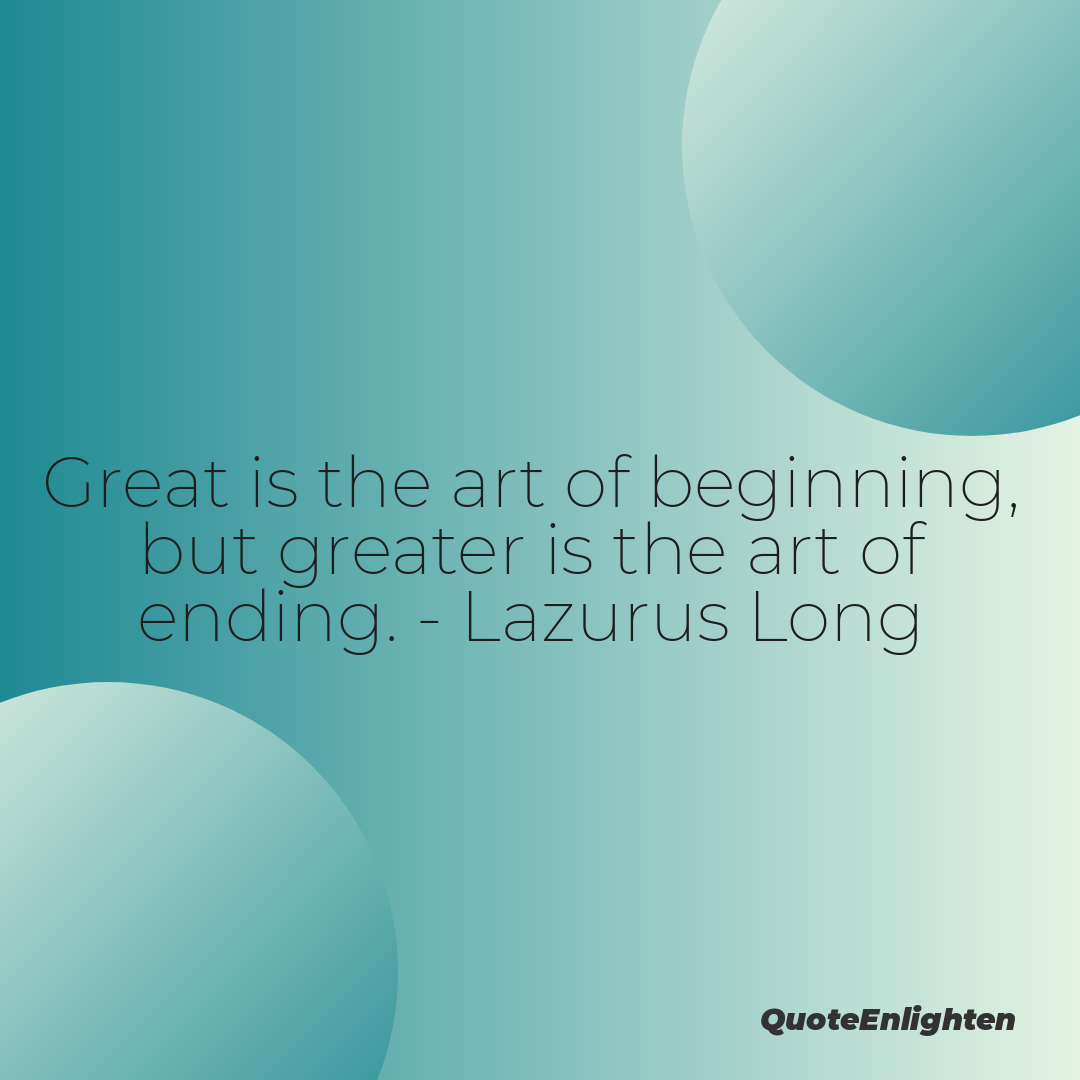 Great is the art of beginning,
but greater is the art of
ending. - Lazurus Long
QuoteEnlighten